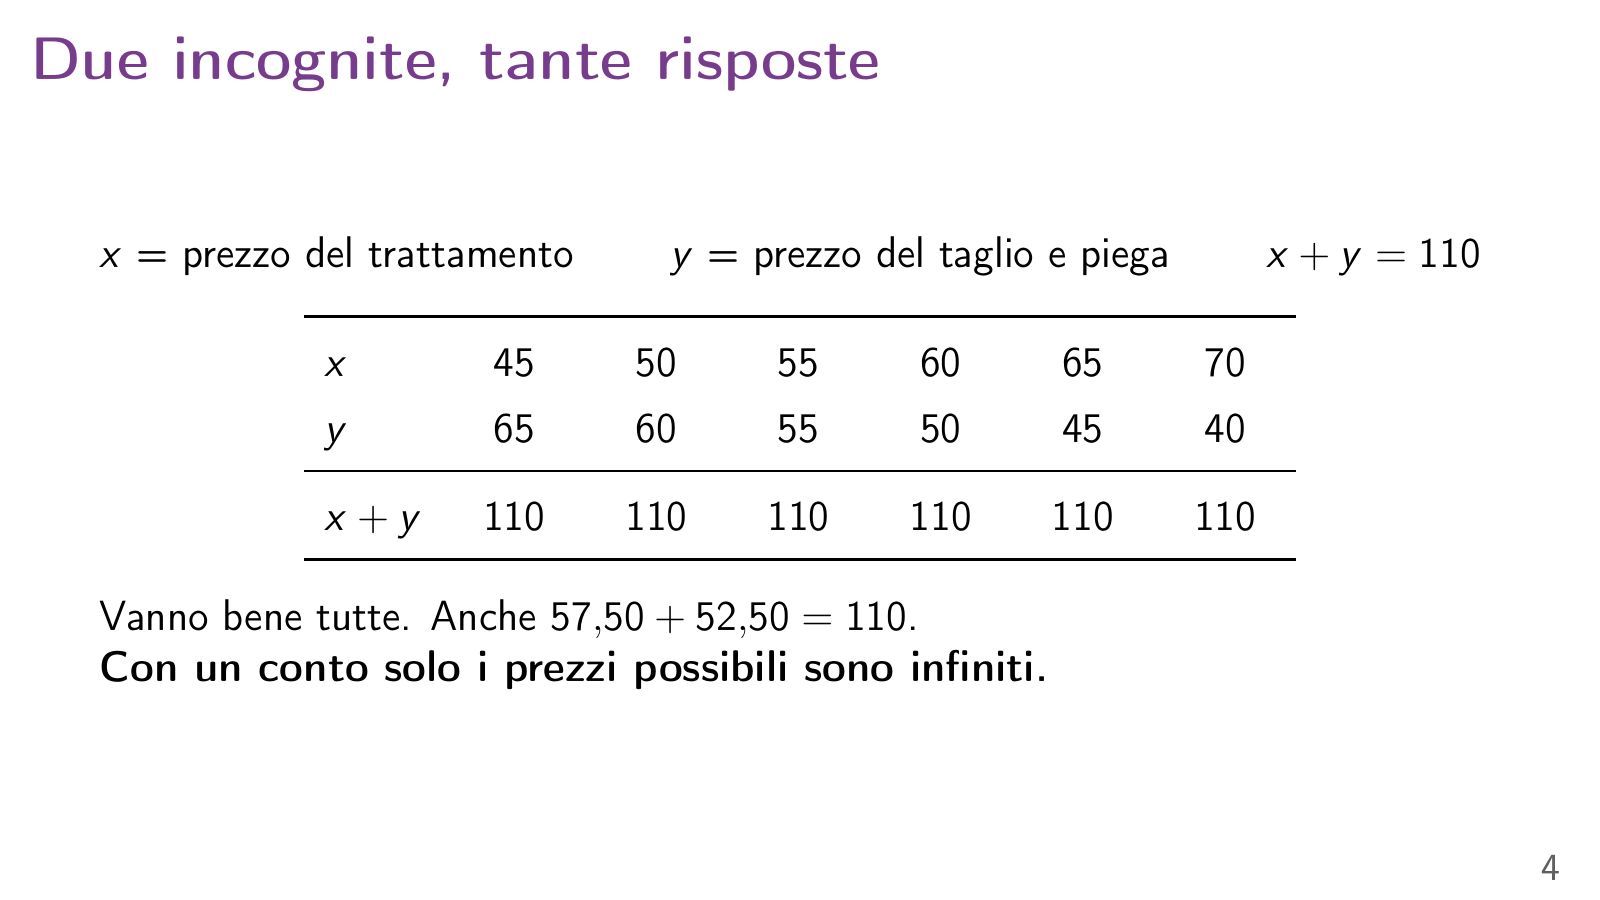 Due incognite, tante risposte
x = prezzo del trattamento y = prezzo del taglio e piega x + y = 110
x 45 50 55 60 65 70
y 65 60 55 50 45 40
x + y 110 110 110 110 110 110
Vanno bene tutte. Anche 57,50 + 52,50 = 110.
Con un conto solo i prezzi possibili sono infiniti.
4